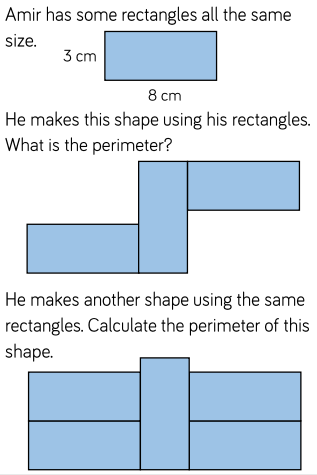 Amir has some rectangles all the same
size.
3 cm
8 cm
He makes this shape using his rectangles.
What is the perimeter?
He makes another shape using the same
rectangles. Calculate the perimeter of this
shape.